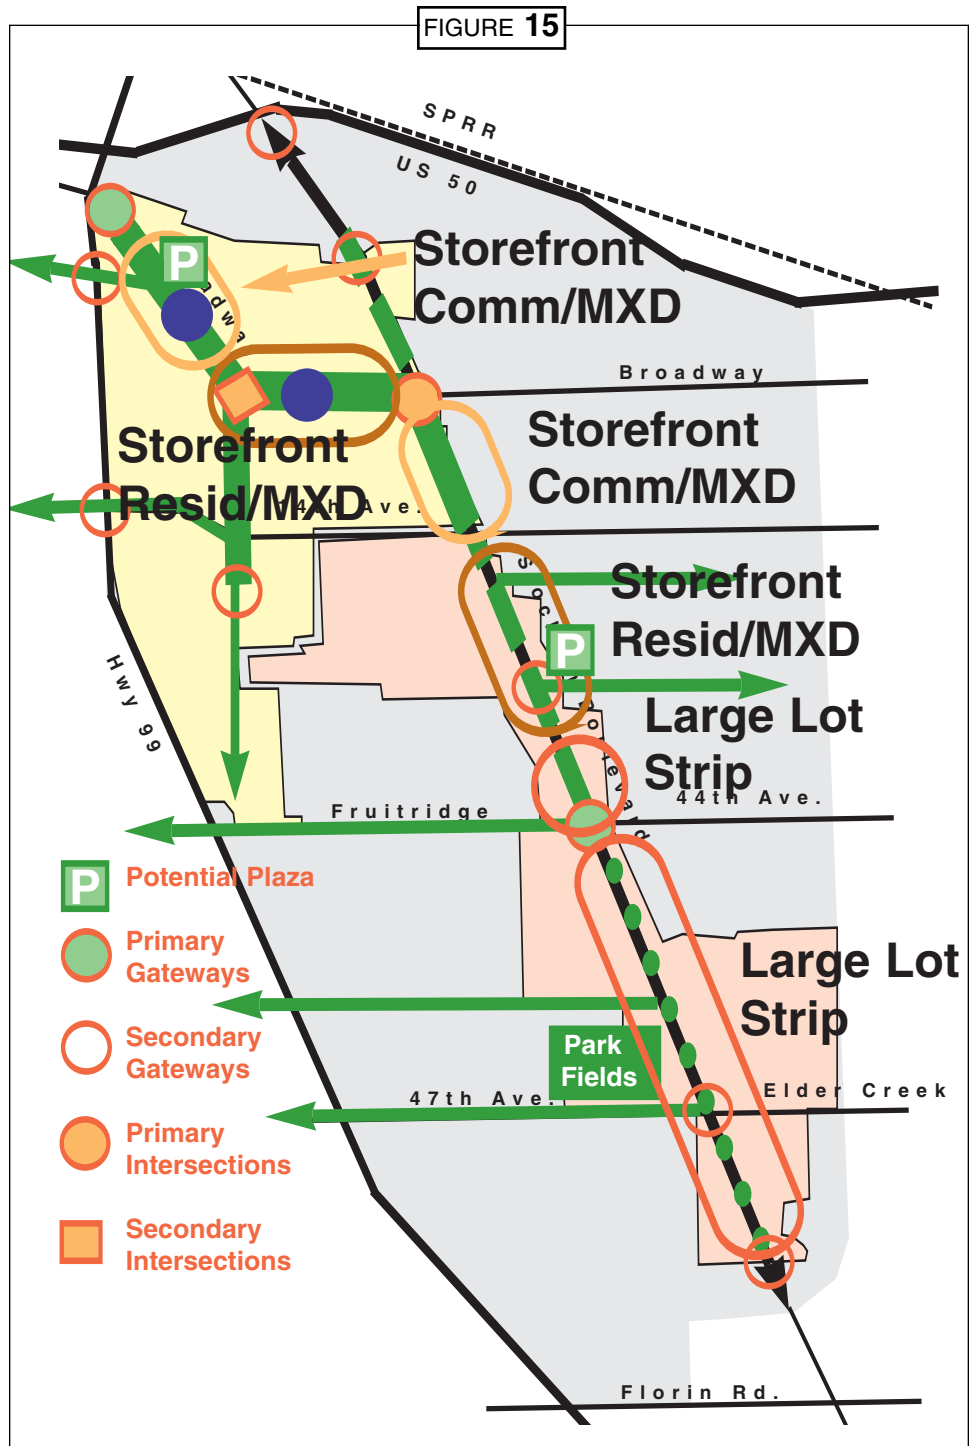 FIGURE 15
SPRR
US 50
Storefront
Comm/MXD
P
adwa
Broadway
Storefront
Comm/MXD
Storefront
Resid/MXD
14th Ave.
Storefront
Resid/MXD
P
Hwy 99
Large Lot
Strip
44th Ave.
Fruitridge
P
Potential Plaza
Primary
Gateways
Large Lot
Strip
Secondary
Gateways
Park
Fields
47th Ave.
Elder Creek
Primary
Intersections
Secondary
Intersections
Florin Rd.